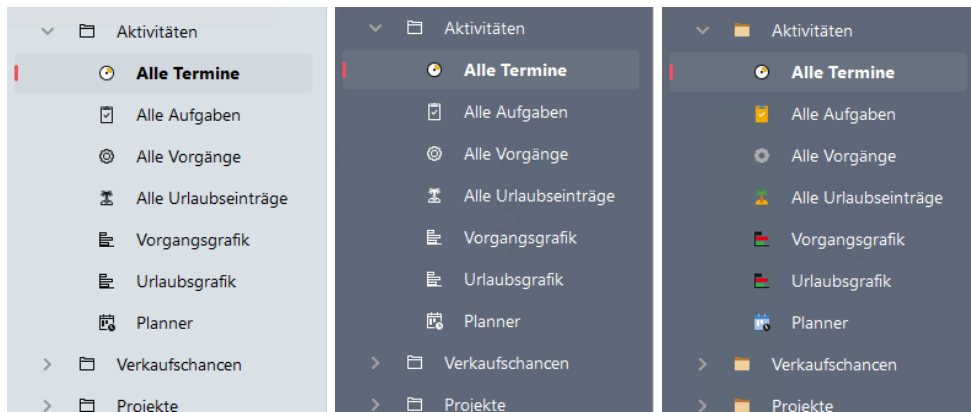 Aktivitäten
Alle Termine
Alle Aufgaben
Alle Vorgänge
Alle Urlaubseinträge
Vorgangsgrafik
Urlaubsgrafik
Planner
Verkaufschancen
Projekte
Aktivitäten
Alle Termine
Alle Aufgaben
Alle Vorgänge
Alle Urlaubseinträge
Vorgangsgrafik
Urlaubsgrafik
Planner
Verkaufschancen
Projekte
Aktivitäten
Alle Termine
Alle Aufgaben
Alle Vorgänge
Alle Urlaubseinträge
Vorgangsgrafik
Urlaubsgrafik
Planner
Verkaufschancen
Projekte